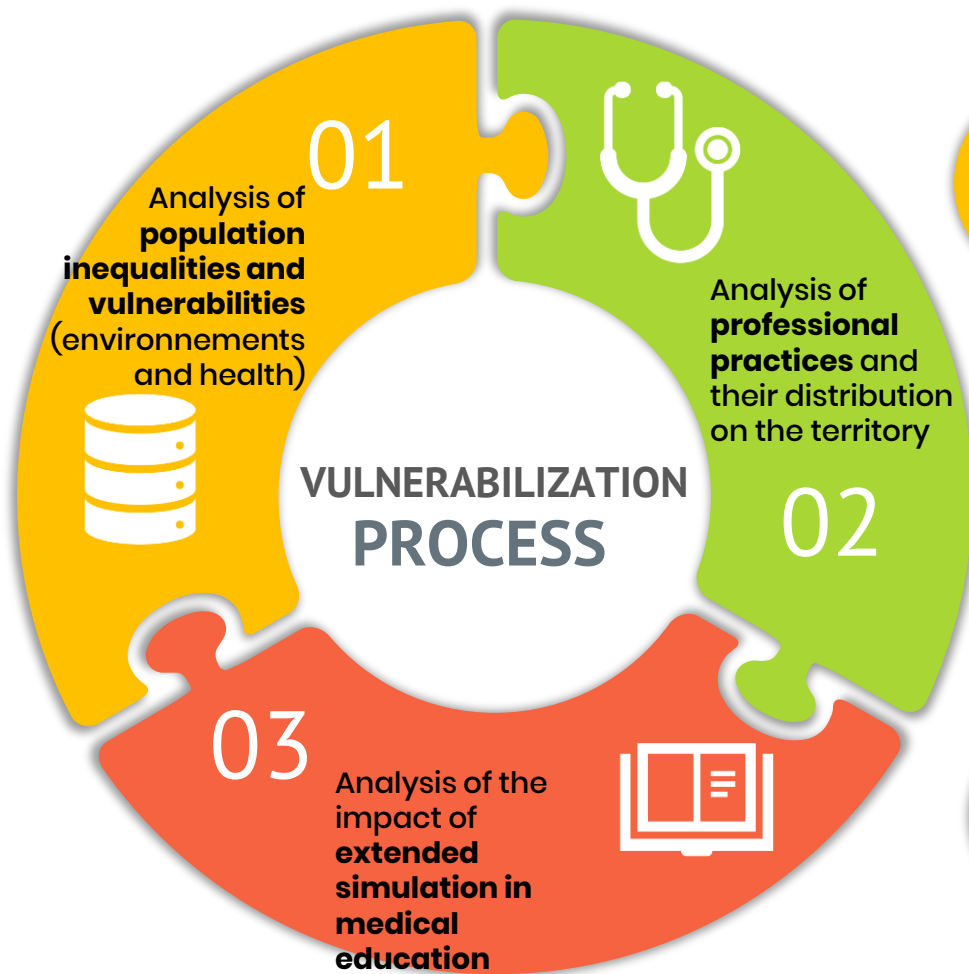 01
Analysis of
population
inequalities and
vulnerabilities
(environnements
and health)
Analysis of
professional
practices and
their distribution
on the territory
02
VULNERABILIZATION
PROCESS
03
Analysis of the
impact of
extended
simulation in
medical
education